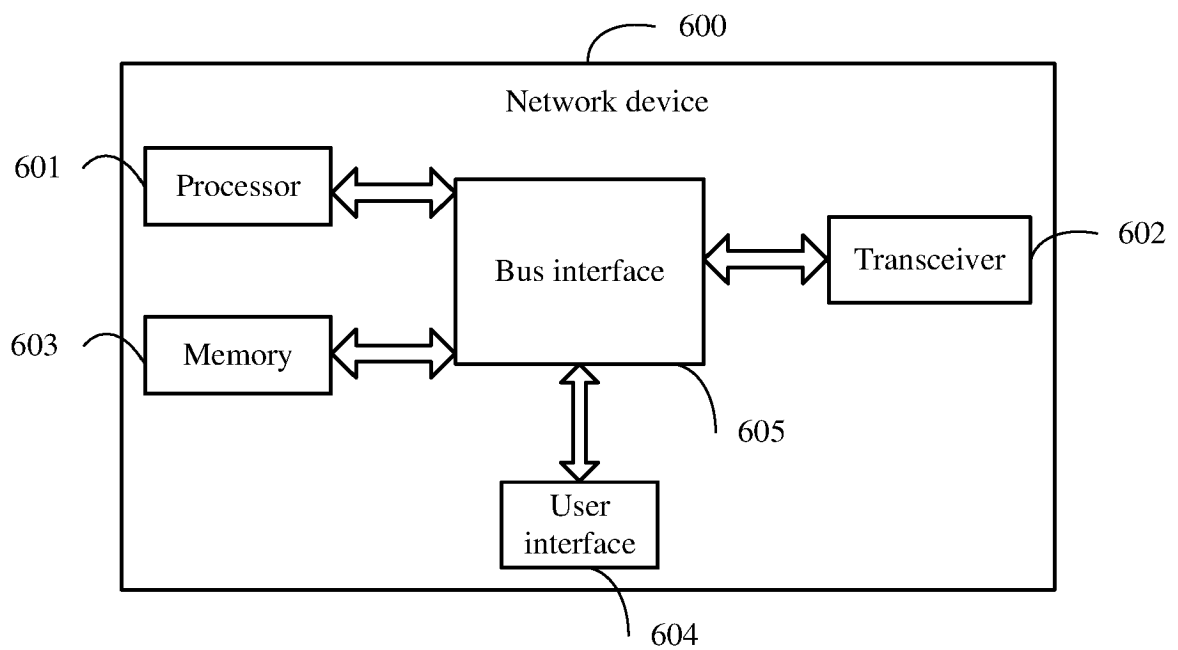 600
Network device
601
Processor
Bus interface
Transceiver
602
603
Memory
605
User
interface
604